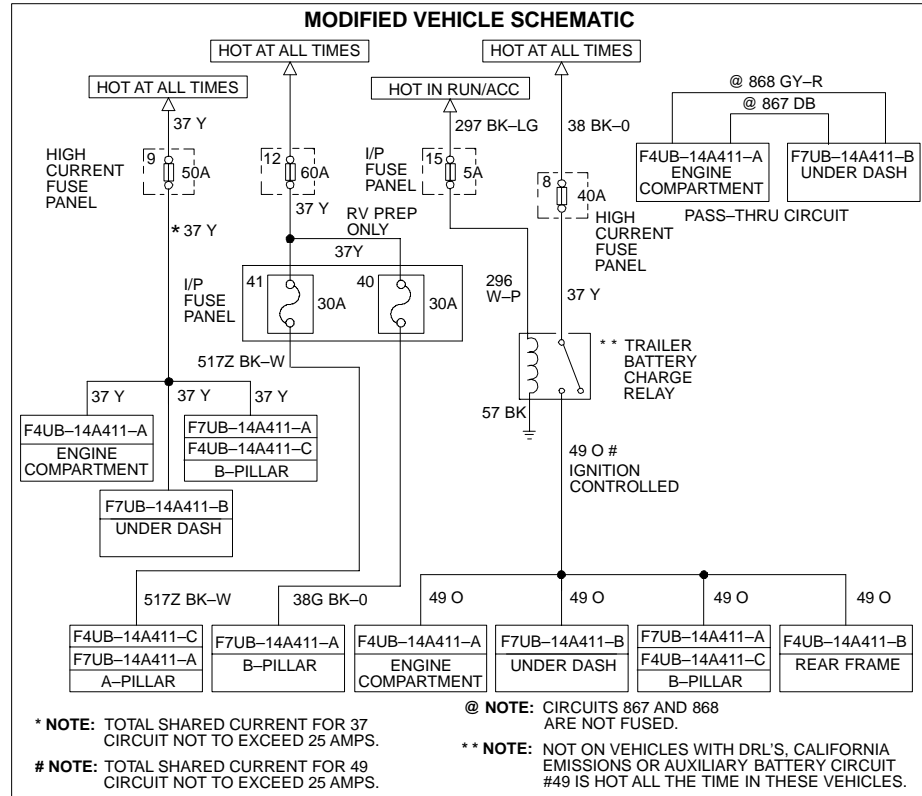 MODIFIED VEHICLE SCHEMATIC
HOT AT ALL TIMES
HOT AT ALL TIMES
HOT AT ALL TIMES
HOT IN RUN/ACC
37 Y
297 BK–LG
38 BK–0
HIGH
CURRENT
FUSE
PANEL
9
50A
12
60A
I/P
FUSE
PANEL
15
5A
8
40A
HIGH
CURRENT
FUSE
PANEL
@ 868 GY–R
@ 867 DB
F4UB–14A411–A
ENGINE
COMPARTMENT
F7UB–14A411–B
UNDER DASH
PASS–THRU CIRCUIT
* 37 Y
37 Y
RV PREP
ONLY
37Y
I/P
FUSE
PANEL
41
30A
40
30A
296
W–P
37 Y
* * TRAILER
BATTERY
CHARGE
RELAY
517Z BK–W
57 BK
37 Y
37 Y
37 Y
F4UB–14A411–A
ENGINE
COMPARTMENT
F7UB–14A411–A
F4UB–14A411–C
B–PILLAR
F7UB–14A411–B
UNDER DASH
49 O #
IGNITION
CONTROLLED
517Z BK–W
38G BK–0
49 O
49 O
49 O
49 O
F4UB–14A411–C
F7UB–14A411–A
A–PILLAR
F7UB–14A411–A
B–PILLAR
F4UB–14A411–A
ENGINE
COMPARTMENT
F7UB–14A411–B
UNDER DASH
F7UB–14A411–A
F4UB–14A411–C
B–PILLAR
F4UB–14A411–B
REAR FRAME
* NOTE: TOTAL SHARED CURRENT FOR 37
CIRCUIT NOT TO EXCEED 25 AMPS.
# NOTE: TOTAL SHARED CURRENT FOR 49
CIRCUIT NOT TO EXCEED 25 AMPS.
@ NOTE: CIRCUITS 867 AND 868
ARE NOT FUSED.
* * NOTE: NOT ON VEHICLES WITH DRL'S, CALIFORNIA
EMISSIONS OR AUXILIARY BATTERY CIRCUIT
#49 IS HOT ALL THE TIME IN THESE VEHICLES.